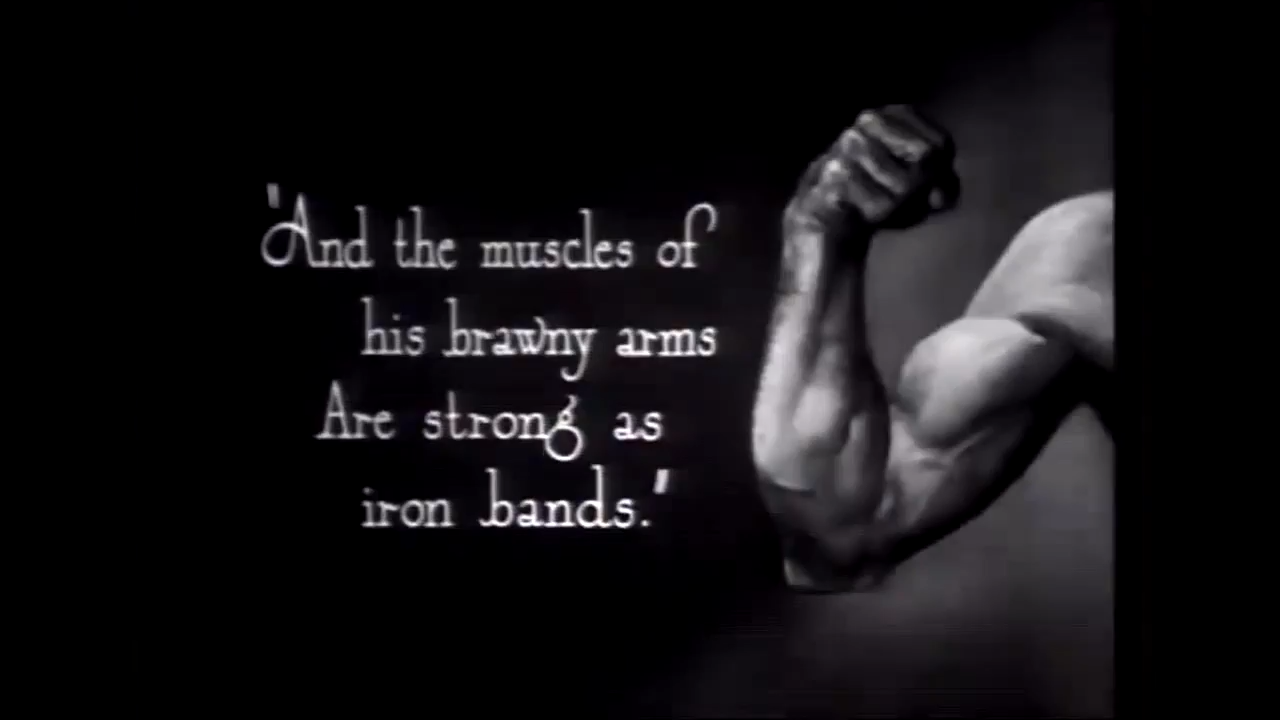 "And the muscles of
his brawny arms
Are strong as
iron bands."